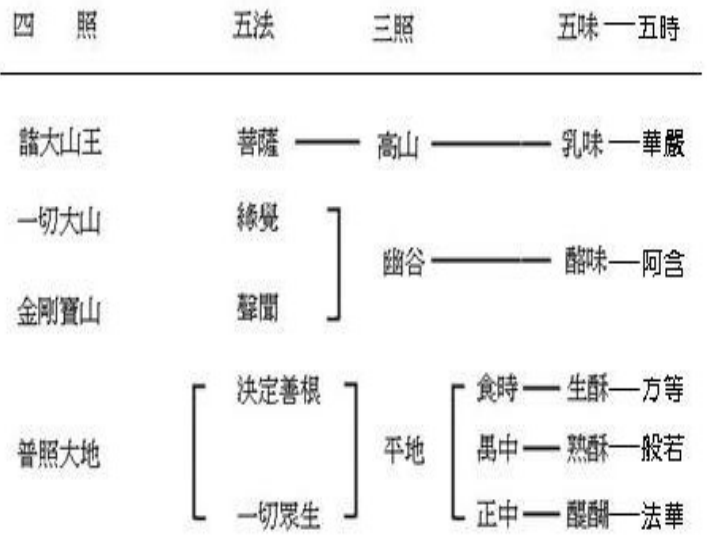 四 照 五法 三照 五味 — 五時
諸大山王 菩薩 — 高山 — 乳味 — 華嚴
一切大山 緣覺
幽谷 — 酪味 — 阿含
金剛寶山 聲聞
決定善根 食時 — 生酥 — 方等
普照大地 平地 禺中 — 熟酥 — 般若
一切眾生 正中 — 醍醐 — 法華